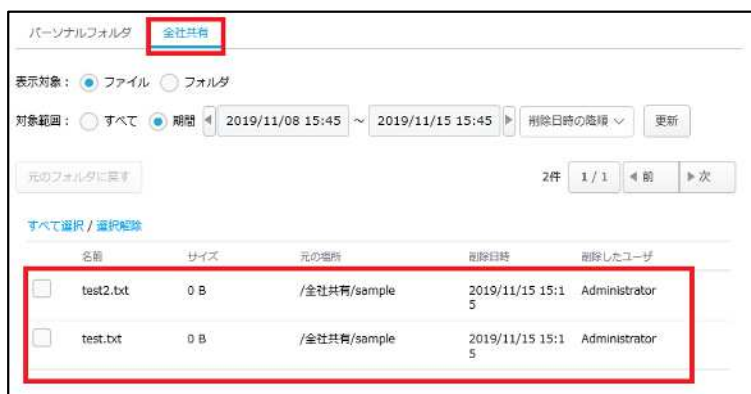 パーソナルフォルダ 全社共有
表示対象： ファイル フォルダ
対象範囲： すべて 期間 2019/11/08 15:45 ～ 2019/11/15 15:45 削除日時の降順 更新
元のフォルダに戻す 2件 1 / 1 前 次
すべて選択 / 選択解除
名前 サイズ 元の場所 削除日時 削除したユーザ
test2.txt 0 B /全社共有/sample 2019/11/15 15:1 Administrator
5
test.txt 0 B /全社共有/sample 2019/11/15 15:1 Administrator
5